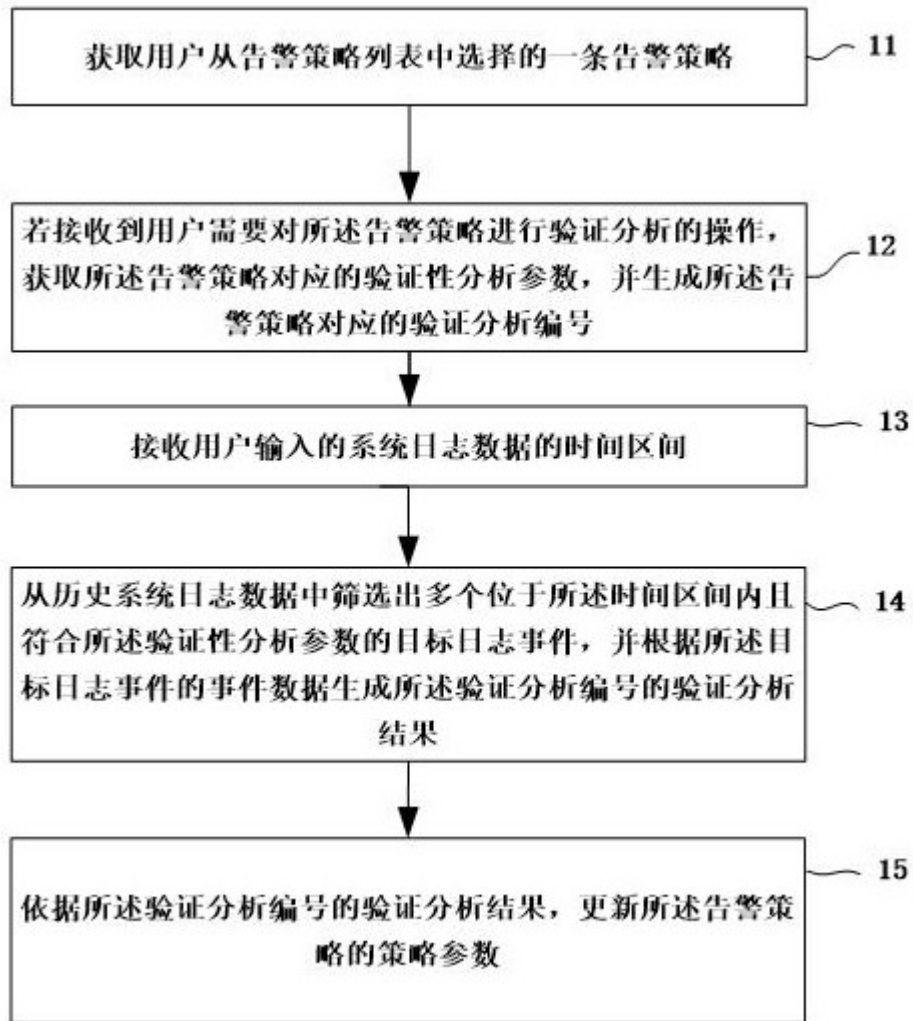 获取用户从告警策略列表中选择的一条告警策略
11
若接收到用户需要对所述告警策略进行验证分析的操作，
获取所述告警策略对应的验证性分析参数，并生成所述告
警策略对应的验证分析编号
12
接收用户输入的系统日志数据的时间区间
13
从历史系统日志数据中筛选出多个位于所述时间区间内且
符合所述验证性分析参数的目标日志事件，并根据所述目
标日志事件的事件数据生成所述验证分析编号的验证分析
结果
14
依据所述验证分析编号的验证分析结果，更新所述告警策
略的策略参数
15